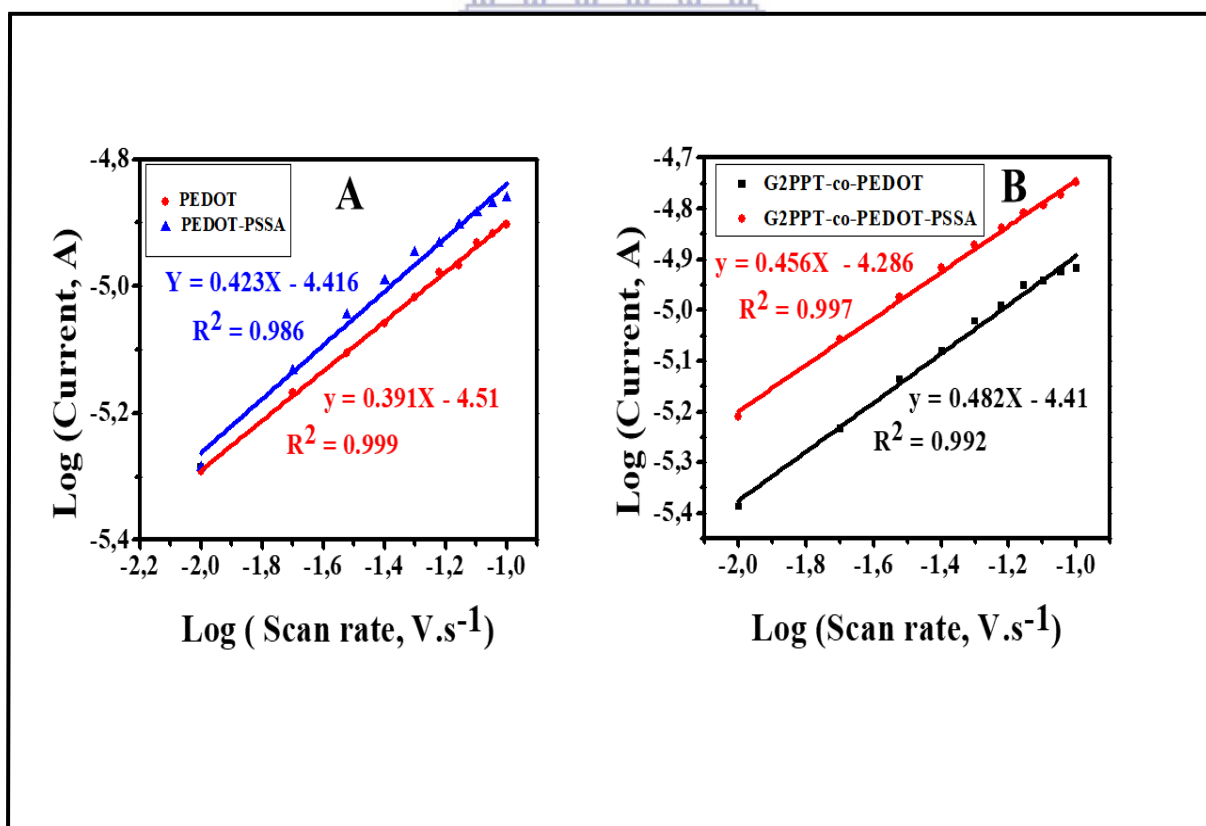 A
PEDOT
PEDOT-PSSA
Y = 0.423X - 4.416
R² = 0.986
y = 0.391X - 4.51
R² = 0.999
-4,8
-5,0
-5,2
-5,4
-2,2 -2,0 -1,8 -1,6 -1,4 -1,2 -1,0
Log (Current, A)
Log ( Scan rate, V.s⁻¹)
B
G2PPT-co-PEDOT
G2PPT-co-PEDOT-PSSA
y = 0.456X - 4.286
R² = 0.997
y = 0.482X - 4.41
R² = 0.992
-4,7
-4,8
-4,9
-5,0
-5,1
-5,2
-5,3
-5,4
-2,0 -1,8 -1,6 -1,4 -1,2 -1,0
Log (Current, A)
Log (Scan rate, V.s⁻¹)